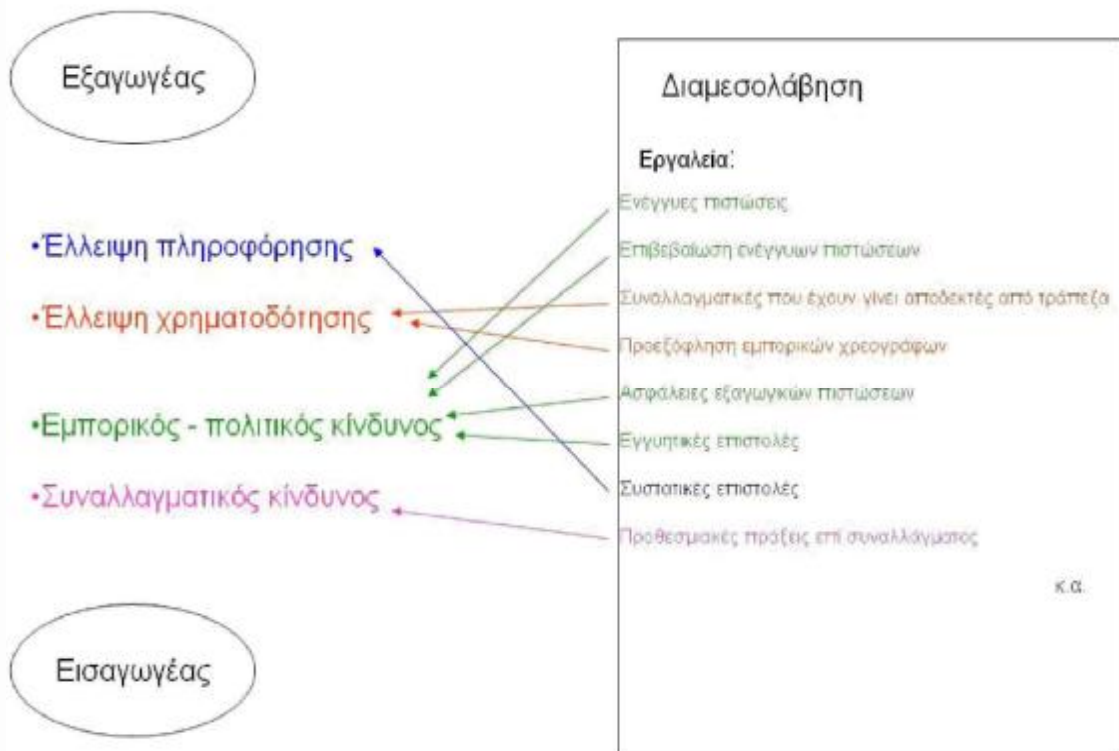 Εξαγωγέας
•Έλλειψη πληροφόρησης
•Έλλειψη χρηματοδότησης
•Εμπορικός - πολιτικός κίνδυνος
•Συναλλαγματικός κίνδυνος
Εισαγωγέας
Διαμεσολάβηση
Εργαλεία:
Ενέγγυες πιστώσεις
Επιβεβαίωση ενέγγυων πιστώσεων
Συναλλαγματικές που έχουν γίνει αποδεκτές από τράπεζα
Προεξόφληση εμπορικών χρεογράφων
Ασφάλειες εξαγωγικών πιστώσεων
Εγγυητικές επιστολές
Συστατικές επιστολές
Προθεσμιακές πράξεις επί συναλλάγματος
κ.α.